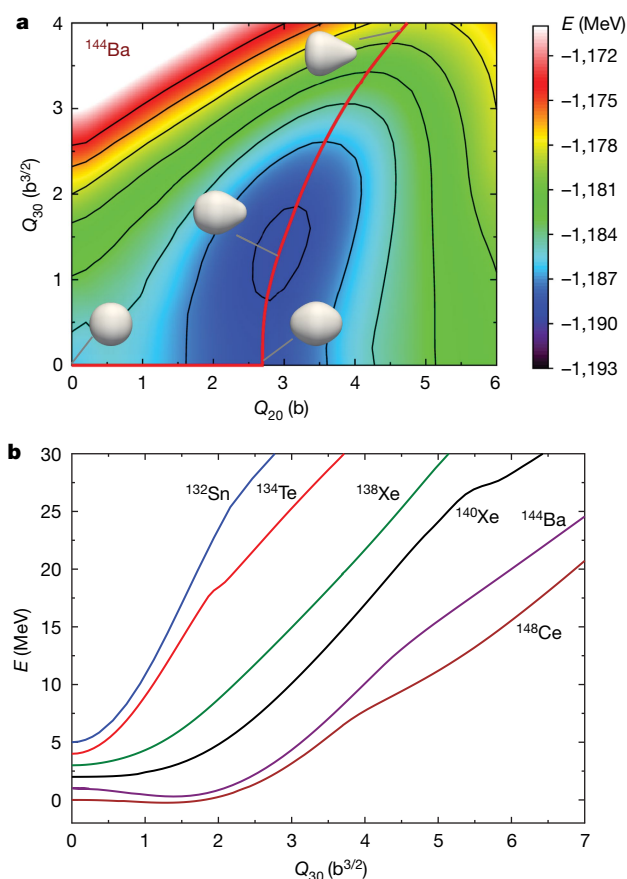 a
144Ba
E (MeV)
4
3
2
1
0
Q30 (b3/2)
0 1 2 3 4 5 6
Q20 (b)
−1,172
−1,175
−1,178
−1,181
−1,184
−1,187
−1,190
−1,193
b
30
25
20
15
10
5
0
E (MeV)
132Sn
134Te
138Xe
140Xe
144Ba
148Ce
0 1 2 3 4 5 6 7
Q30 (b3/2)